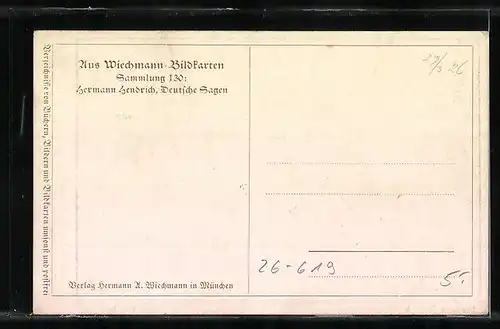 Aus Wiechmann-Bildkarten
Sammlung 130:
Hermann Hendrich, Deutsche Sagen
Verzeichnisse von Büchern, Bildern und Bildkarten umsonst und postfrei
Verlag Hermann A. Wiechmann in München
26-619
5.-